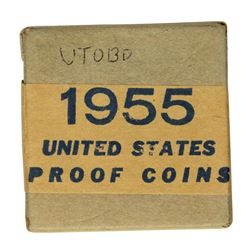 UTOBD
1955
UNITED STATES
PROOF COINS